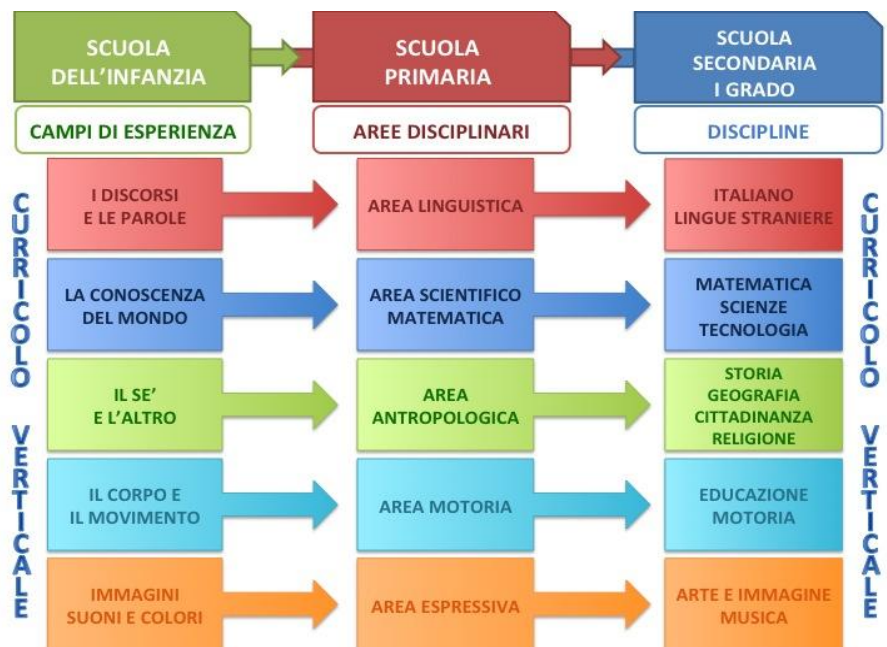 SCUOLA
DELL'INFANZIA
SCUOLA
PRIMARIA
SCUOLA
SECONDARIA
I GRADO
CAMPI DI ESPERIENZA
AREE DISCIPLINARI
DISCIPLINE
CURRICOLO VERTICALE
I DISCORSI
E LE PAROLE
AREA LINGUISTICA
ITALIANO
LINGUE STRANIERE
LA CONOSCENZA
DEL MONDO
AREA SCIENTIFICO
MATEMATICA
MATEMATICA
SCIENZE
TECNOLOGIA
IL SE'
E L'ALTRO
AREA
ANTROPOLOGICA
STORIA
GEOGRAFIA
CITTADINANZA
RELIGIONE
IL CORPO E
IL MOVIMENTO
AREA MOTORIA
EDUCAZIONE
MOTORIA
IMMAGINI
SUONI E COLORI
AREA ESPRESSIVA
ARTE E IMMAGINE
MUSICA
CURRICOLO VERTICALE